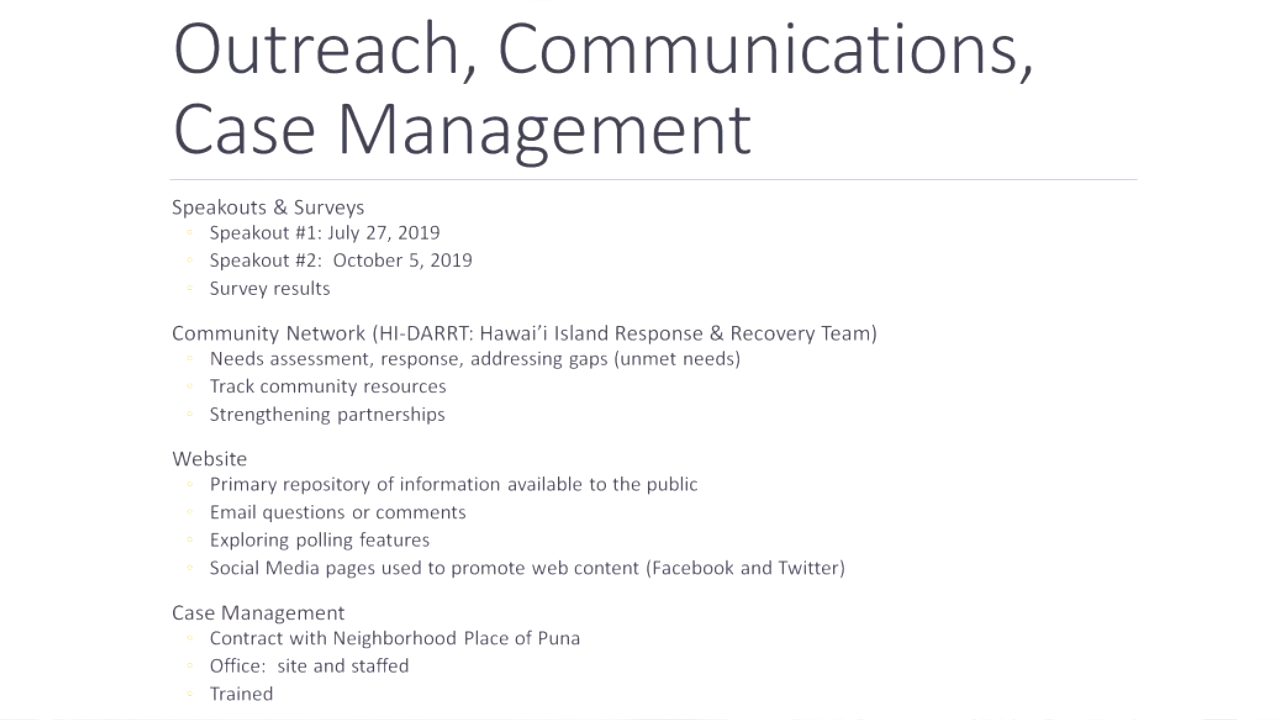 Outreach, Communications,
Case Management
Speakouts & Surveys
Speakout #1: July 27, 2019
Speakout #2:  October 5, 2019
Survey results
Community Network (HI-DARRT: Hawai’i Island Response & Recovery Team)
Needs assessment, response, addressing gaps (unmet needs)
Track community resources
Strengthening partnerships
Website
Primary repository of information available to the public
Email questions or comments
Exploring polling features
Social Media pages used to promote web content (Facebook and Twitter)
Case Management
Contract with Neighborhood Place of Puna
Office:  site and staffed
Trained